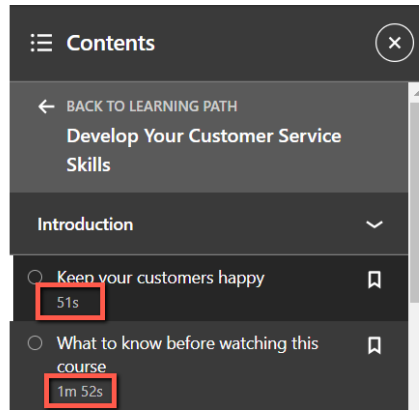 Contents
BACK TO LEARNING PATH
Develop Your Customer Service
Skills
Introduction
Keep your customers happy
51s
What to know before watching this
course
1m 52s